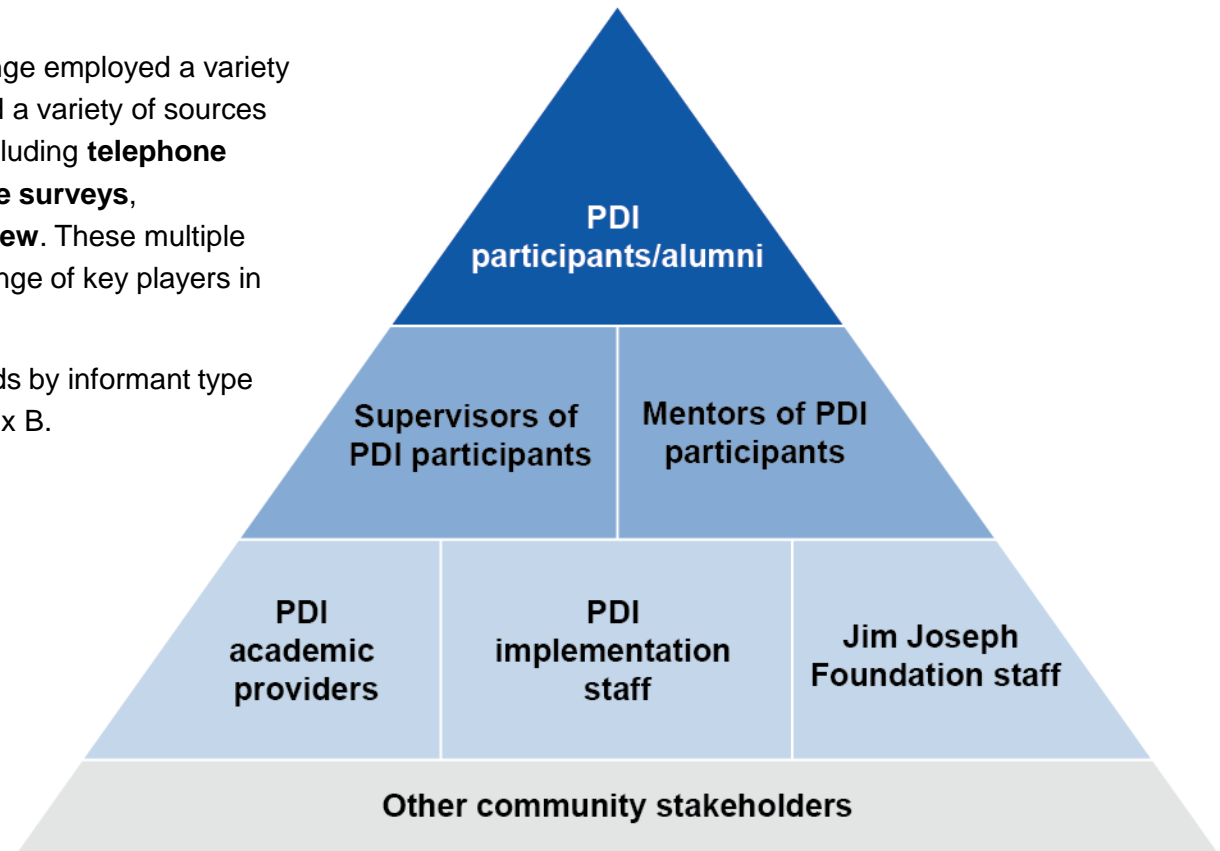 nge employed a variety
a variety of sources
luding telephone
e surveys,
ew. These multiple
nge of key players in
ds by informant type
x B.
PDI
participants/alumni
Supervisors of
PDI participants
Mentors of PDI
participants
PDI
academic
providers
PDI
implementation
staff
Jim Joseph
Foundation staff
Other community stakeholders